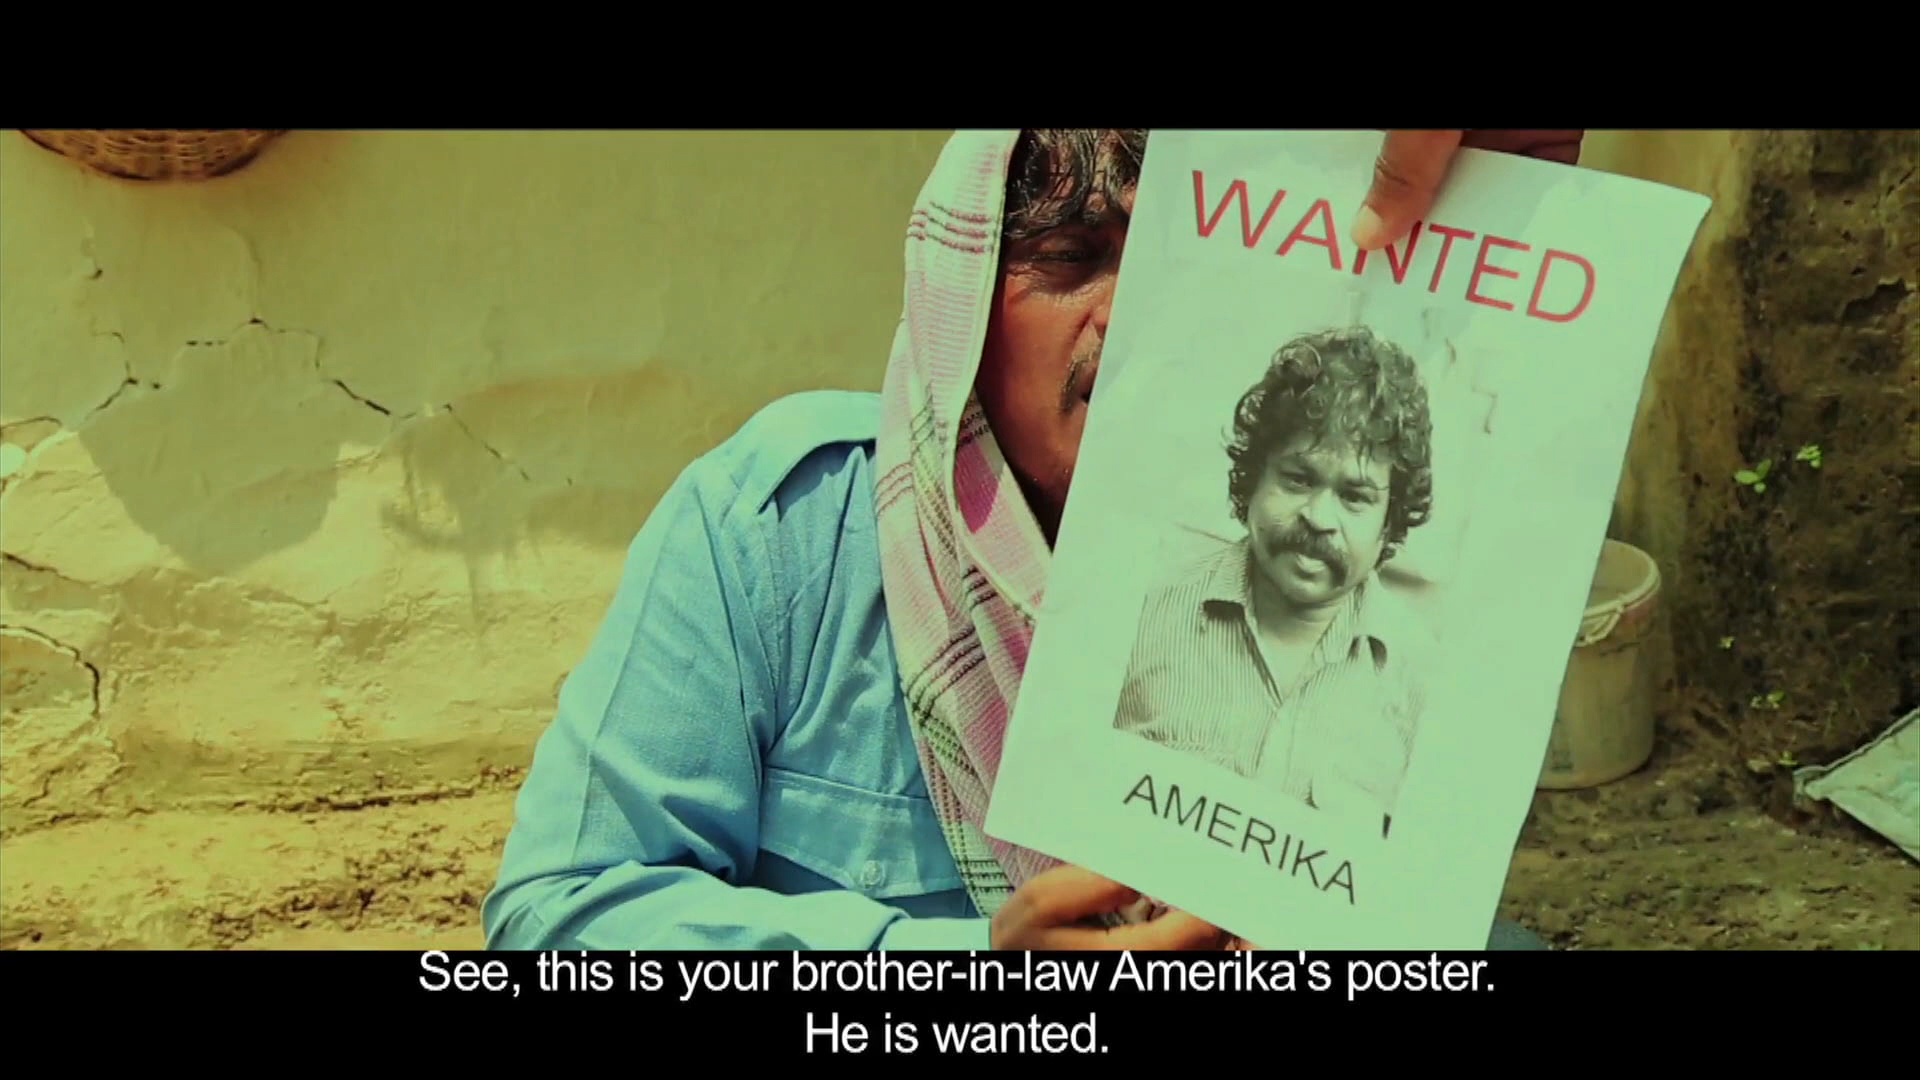 WANTED
AMERIKA
See, this is your brother-in-law Amerika's poster.
He is wanted.